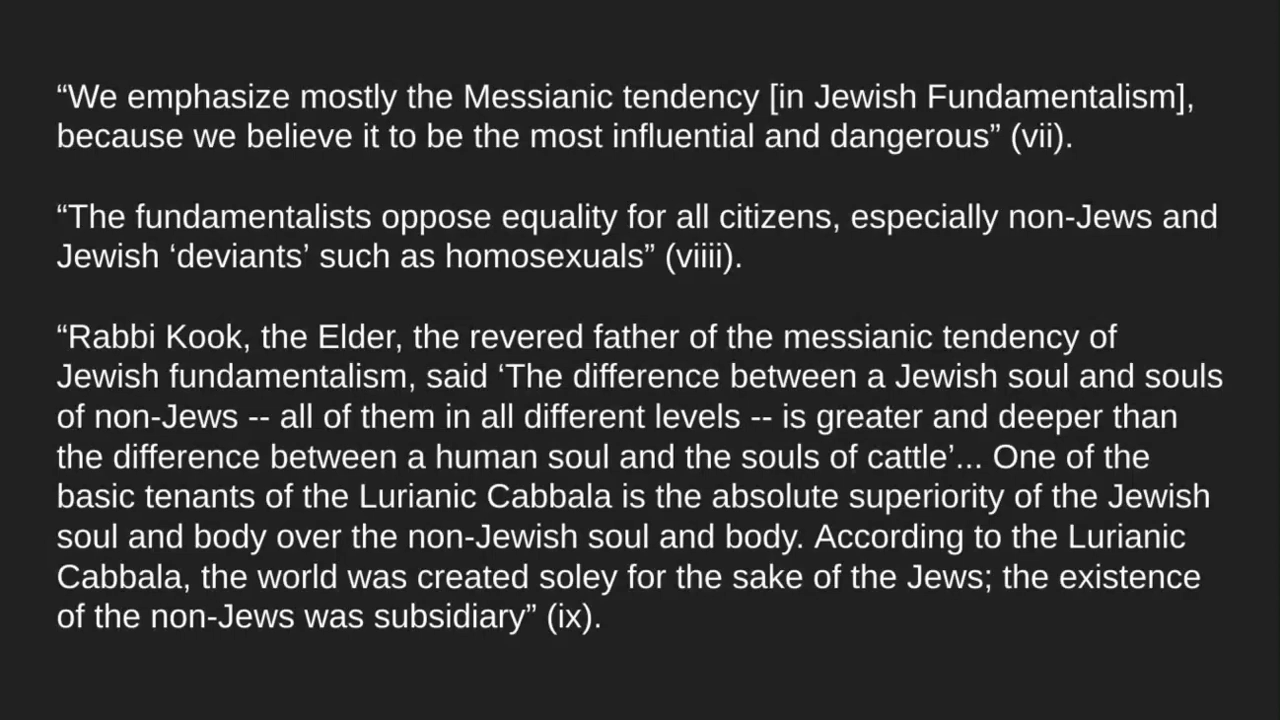 “We emphasize mostly the Messianic tendency [in Jewish Fundamentalism],
because we believe it to be the most influential and dangerous” (vii).
“The fundamentalists oppose equality for all citizens, especially non-Jews and
Jewish ‘deviants’ such as homosexuals” (viiii).
“Rabbi Kook, the Elder, the revered father of the messianic tendency of
Jewish fundamentalism, said ‘The difference between a Jewish soul and souls
of non-Jews -- all of them in all different levels -- is greater and deeper than
the difference between a human soul and the souls of cattle’... One of the
basic tenants of the Lurianic Cabbala is the absolute superiority of the Jewish
soul and body over the non-Jewish soul and body. According to the Lurianic
Cabbala, the world was created soley for the sake of the Jews; the existence
of the non-Jews was subsidiary” (ix).